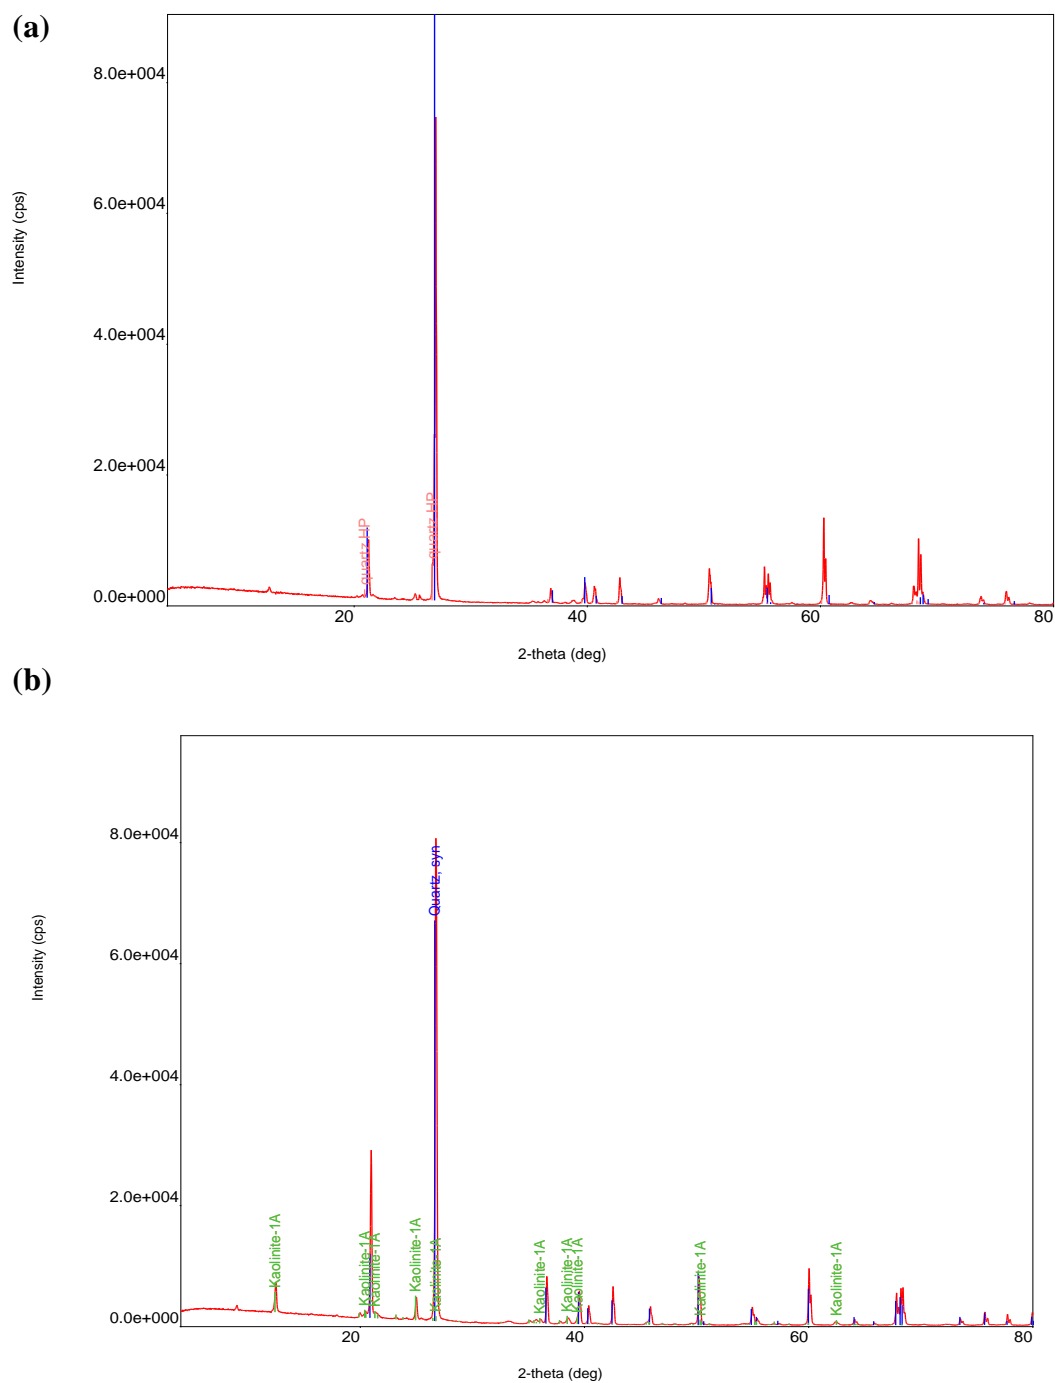 (a)
Intensity (cps)
8.0e+004
6.0e+004
4.0e+004
2.0e+004
0.0e+000
quartz HP
quartz HP
20
40
60
80
2-theta (deg)
(b)
Intensity (cps)
8.0e+004
6.0e+004
4.0e+004
2.0e+004
0.0e+000
Kaolinite-1A
Kaolinite-1A
Kaolinite-1A
Kaolinite-1A
Quartz, syn
Kaolinite-1A
Kaolinite-1A
Kaolinite-1A
Kaolinite-1A
Kaolinite-1A
Kaolinite-1A
20
40
60
80
2-theta (deg)